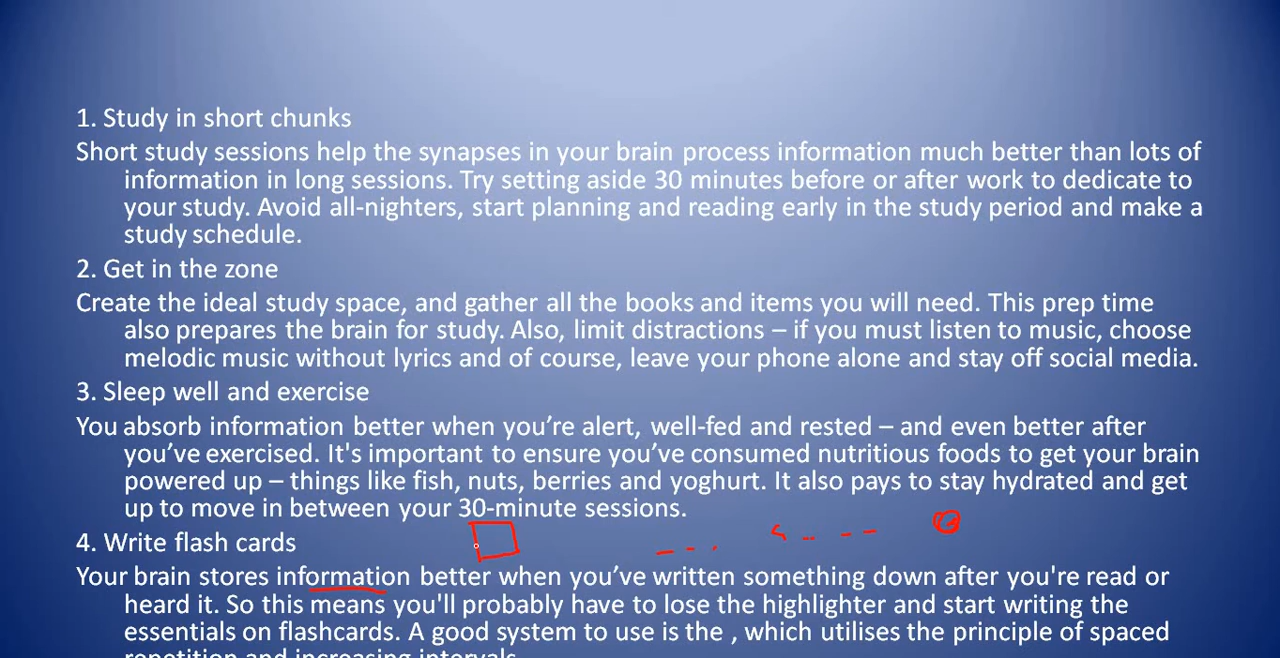 1. Study in short chunks
Short study sessions help the synapses in your brain process information much better than lots of
information in long sessions. Try setting aside 30 minutes before or after work to dedicate to
your study. Avoid all-nighters, start planning and reading early in the study period and make a
study schedule.
2. Get in the zone
Create the ideal study space, and gather all the books and items you will need. This prep time
also prepares the brain for study. Also, limit distractions – if you must listen to music, choose
melodic music without lyrics and of course, leave your phone alone and stay off social media.
3. Sleep well and exercise
You absorb information better when you’re alert, well-fed and rested – and even better after
you’ve exercised. It's important to ensure you’ve consumed nutritious foods to get your brain
powered up – things like fish, nuts, berries and yoghurt. It also pays to stay hydrated and get
up to move in between your 30-minute sessions.
4. Write flash cards
Your brain stores information better when you’ve written something down after you're read or
heard it. So this means you'll probably have to lose the highlighter and start writing the
essentials on flashcards. A good system to use is the , which utilises the principle of spaced
repetition and increasing intervals.